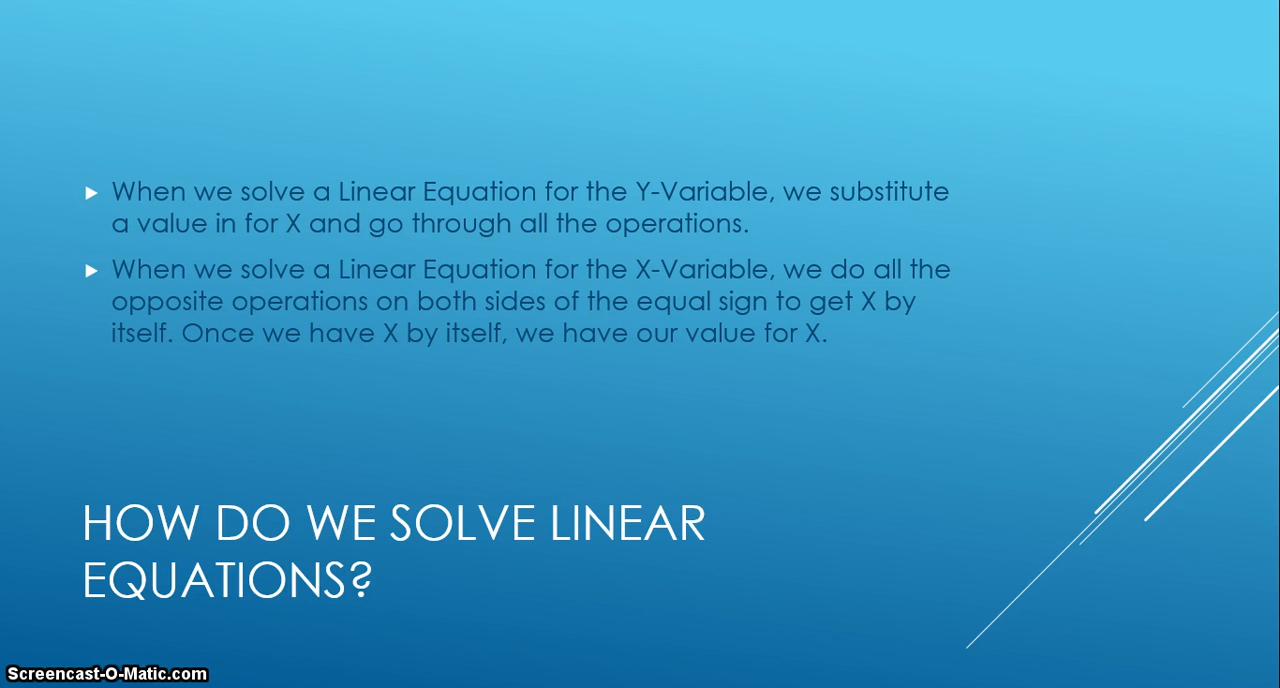 When we solve a Linear Equation for the Y-Variable, we substitute
a value in for X and go through all the operations.
When we solve a Linear Equation for the X-Variable, we do all the
opposite operations on both sides of the equal sign to get X by
itself. Once we have X by itself, we have our value for X.
HOW DO WE SOLVE LINEAR
EQUATIONS?
Screencast-O-Matic.com